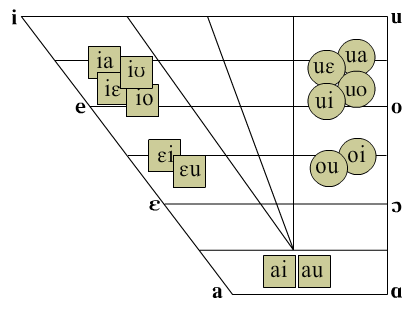 i u
ia iʊ uɛ ua
iɛ io ui uo
e o
ɛi ɛu ou oi
ɛ ɔ
ai au
a ɑ